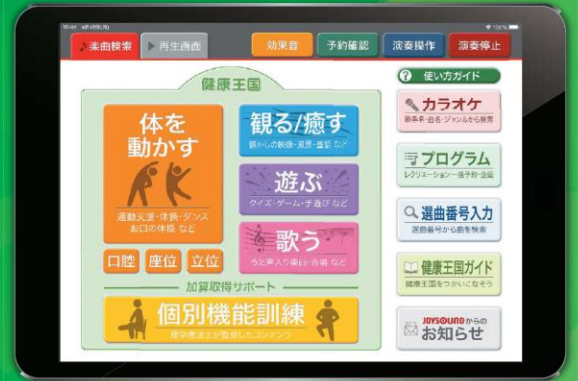 100%
楽曲検索
再生画面
効果音
予約確認
演奏操作
演奏停止
健康王国
使い方ガイド
体を
動かす
運動支援・体操・ダンス
お口の体操 など
口腔
座位
立位
観る/癒す
懐かしの映像・風景・童話 など
遊ぶ
クイズ・ゲーム・手遊び など
歌う
うた声入り楽曲・合唱 など
加算取得サポート
個別機能訓練
理学療法士が監修したコンテンツ
カラオケ
歌手名・曲名・ジャンルから検索
プログラム
レクリエーション一括予約・企画
選曲番号入力
選曲番号から曲を検索
健康王国ガイド
健康王国をつかいこなそう
JOYSOUNDからの
お知らせ